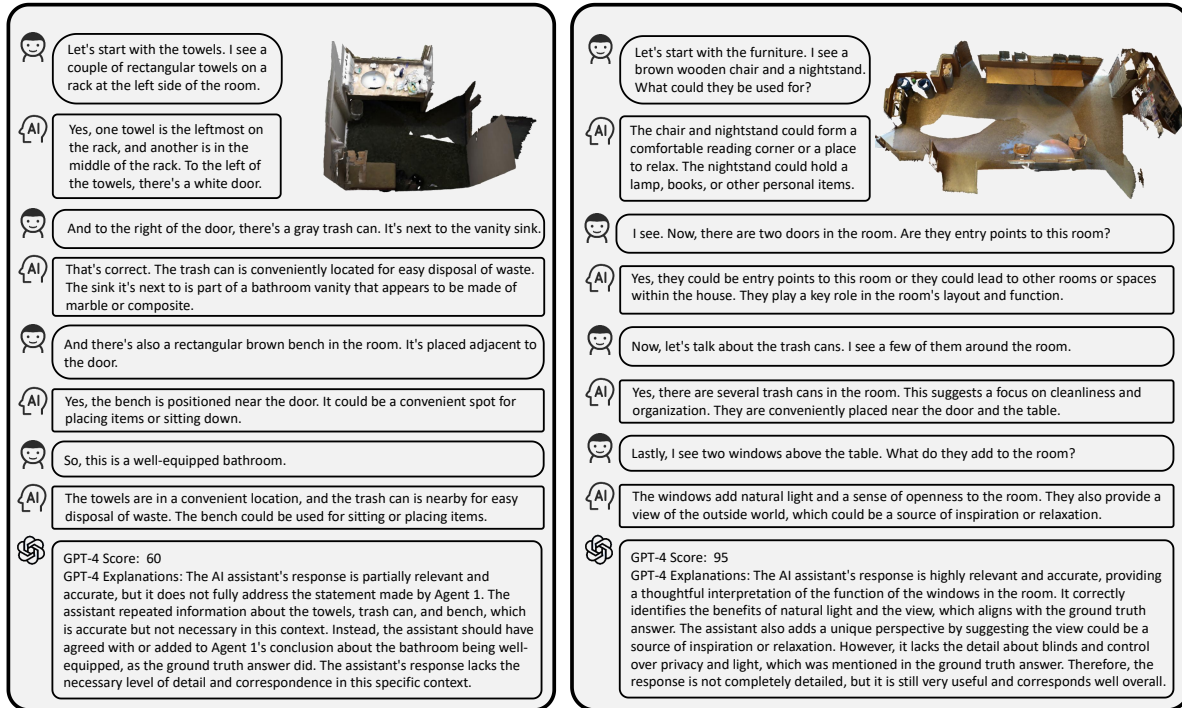 Let's start with the towels. I see a
couple of rectangular towels on a
rack at the left side of the room.
AI
Yes, one towel is the leftmost on
the rack, and another is in the
middle of the rack. To the left of
the towels, there's a white door.
And to the right of the door, there's a gray trash can. It's next to the vanity sink.
AI
That's correct. The trash can is conveniently located for easy disposal of waste.
The sink it's next to is part of a bathroom vanity that appears to be made of
marble or composite.
And there's also a rectangular brown bench in the room. It's placed adjacent to
the door.
AI
Yes, the bench is positioned near the door. It could be a convenient spot for
placing items or sitting down.
So, this is a well-equipped bathroom.
AI
The towels are in a convenient location, and the trash can is nearby for easy
disposal of waste. The bench could be used for sitting or placing items.
GPT-4 Score: 60
GPT-4 Explanations: The AI assistant's response is partially relevant and
accurate, but it does not fully address the statement made by Agent 1. The
assistant repeated information about the towels, trash can, and bench, which
is accurate but not necessary in this context. Instead, the assistant should have
agreed with or added to Agent 1's conclusion about the bathroom being well-
equipped, as the ground truth answer did. The assistant's response lacks the
necessary level of detail and correspondence in this specific context.
Let's start with the furniture. I see a
brown wooden chair and a nightstand.
What could they be used for?
AI
The chair and nightstand could form a
comfortable reading corner or a place
to relax. The nightstand could hold a
lamp, books, or other personal items.
I see. Now, there are two doors in the room. Are they entry points to this room?
AI
Yes, they could be entry points to this room or they could lead to other rooms or spaces
within the house. They play a key role in the room's layout and function.
Now, let's talk about the trash cans. I see a few of them around the room.
AI
Yes, there are several trash cans in the room. This suggests a focus on cleanliness and
organization. They are conveniently placed near the door and the table.
Lastly, I see two windows above the table. What do they add to the room?
AI
The windows add natural light and a sense of openness to the room. They also provide a
view of the outside world, which could be a source of inspiration or relaxation.
GPT-4 Score: 95
GPT-4 Explanations: The AI assistant's response is highly relevant and accurate, providing
a thoughtful interpretation of the function of the windows in the room. It correctly
identifies the benefits of natural light and the view, which aligns with the ground truth
answer. The assistant also adds a unique perspective by suggesting the view could be a
source of inspiration or relaxation. However, it lacks the detail about blinds and control
over privacy and light, which was mentioned in the ground truth answer. Therefore, the
response is not completely detailed, but it is still very useful and corresponds well overall.